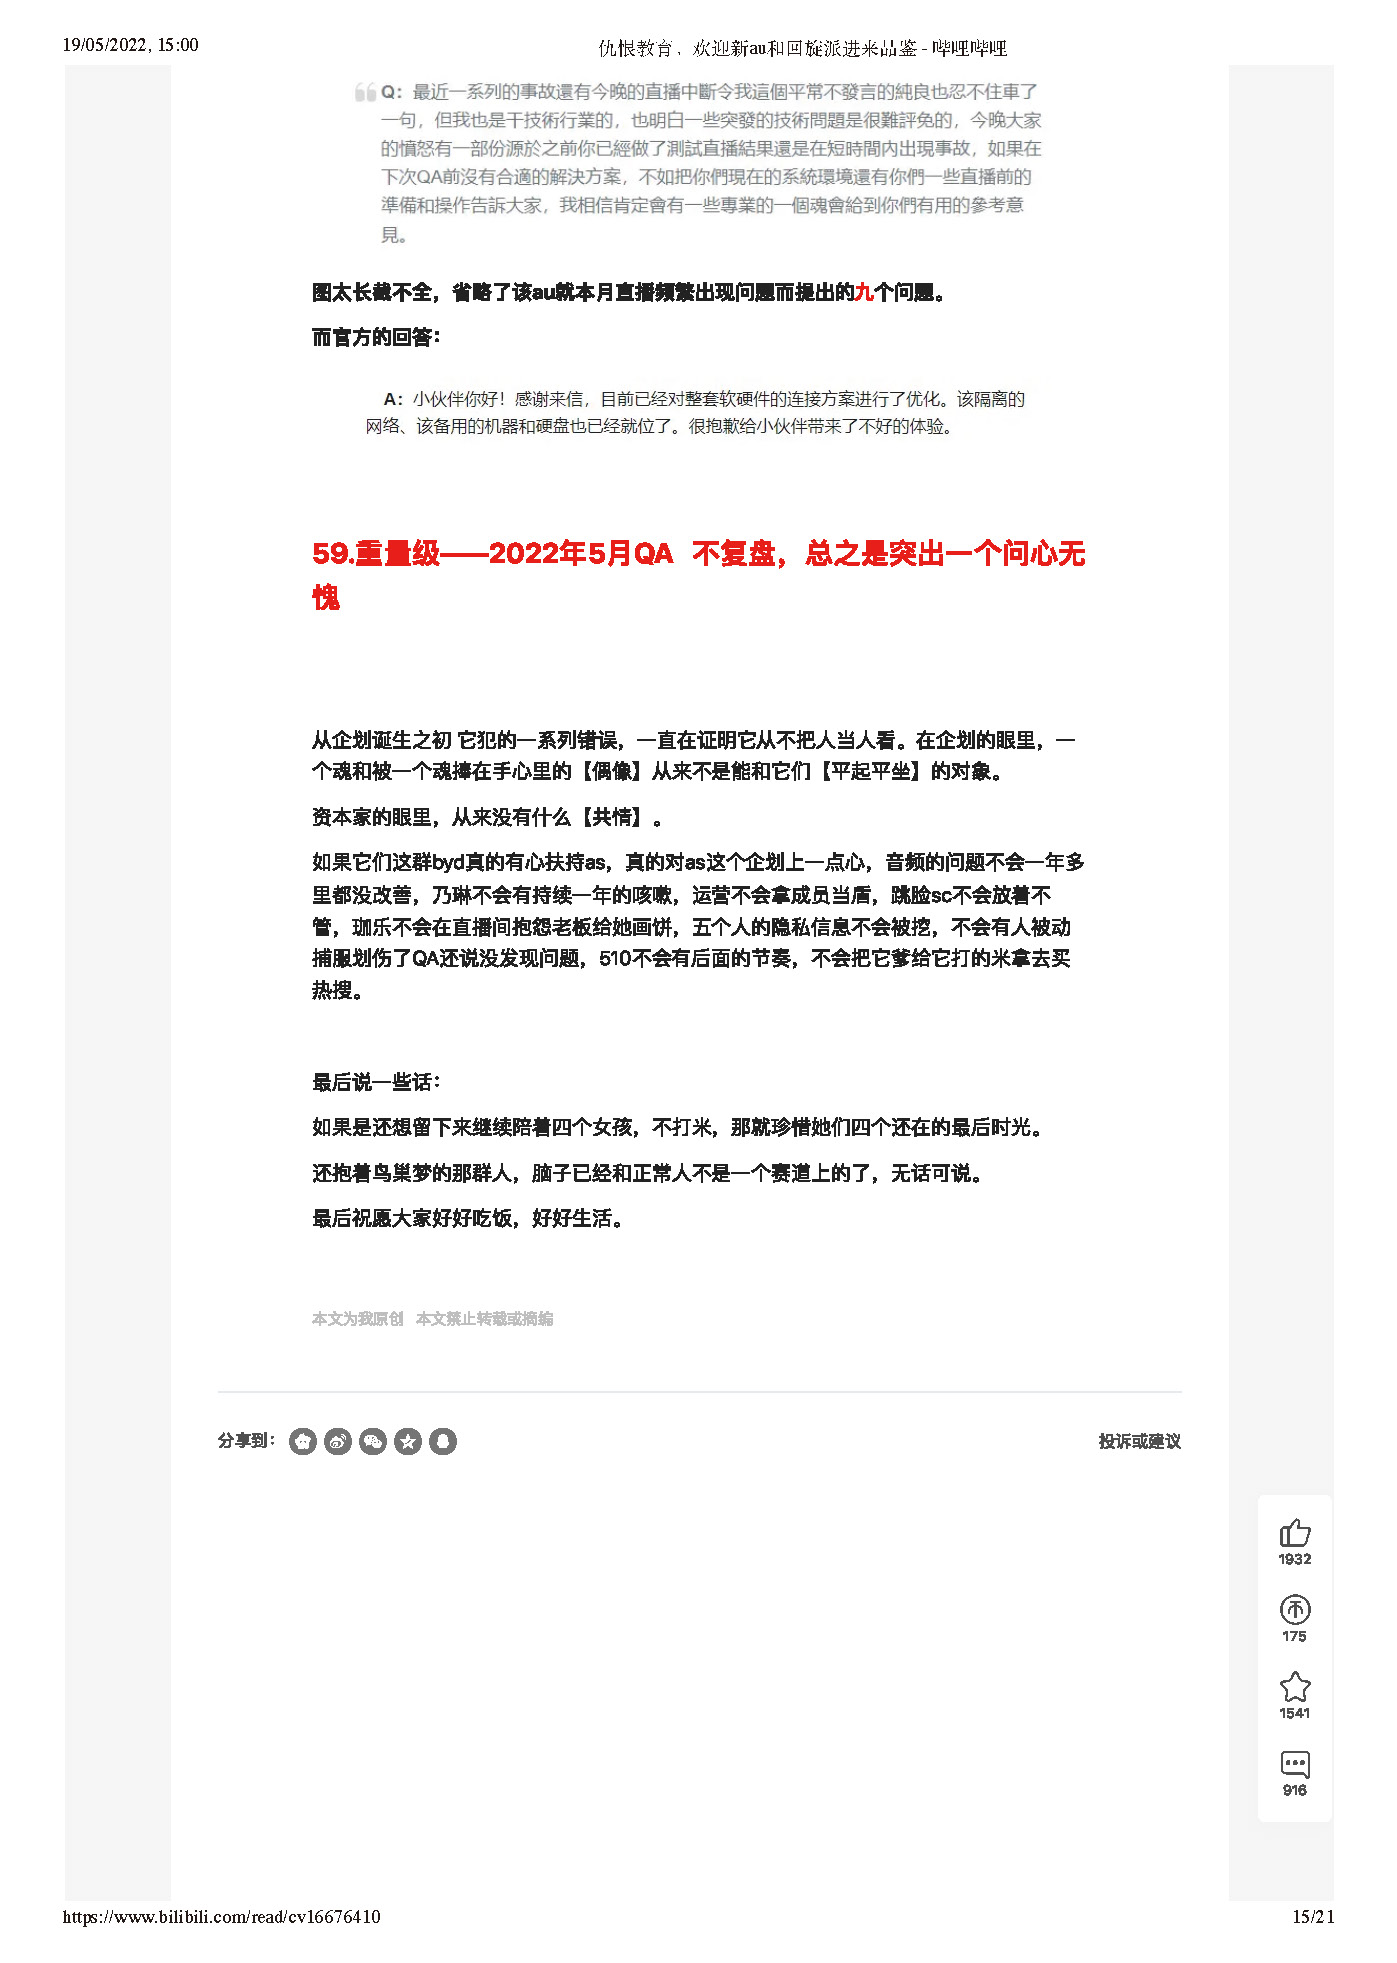 19/05/2022, 15:00
仇恨教育，欢迎新au和回旋派进来品鉴 - 哔哩哔哩
Q：最近一系列的事故還有今晚的直播中斷令我這個平常不發言的純良也忍不住車了
一句，但我也是干技術行業的，也明白一些突發的技術問題是很難評免的，今晚大家
的憤怒有一部份源於之前你已經做了測試直播結果還是在短時間内出現事故，如果在
下次QA前沒有合適的解決方案，不如把你們現在的系統環境還有你們一些直播前的
準備和操作告訴大家，我相信肯定會有一些專業的一個魂會給到你們有用的參考意
見。
图太长截不全，省略了该au就本月直播频繁出现问题而提出的九个问题。
而官方的回答：
A：小伙伴你好！感谢来信，目前已经对整套软硬件的连接方案进行了优化。该隔离的
网络、该备用的机器和硬盘也已经就位了。很抱歉给小伙伴带来了不好的体验。
59.重量级——2022年5月QA 不复盘，总之是突出一个问心无
愧
从企划诞生之初 它犯的一系列错误，一直在证明它从不把人当人看。在企划的眼里，一
个魂和被一个魂捧在手心里的【偶像】从来不是能和它们【平起平坐】的对象。
资本家的眼里，从来没有什么【共情】。
如果它们这群byd真的有心扶持as，真的对as这个企划上一点心，音频的问题不会一年多
里都没改善，乃琳不会有持续一年的咳嗽，运营不会拿成员当盾，跳脸sc不会放着不
管，珈乐不会在直播间抱怨老板给她画饼，五个人的隐私信息不会被挖，不会有人被动
捕服划伤了QA还说没发现问题，510不会有后面的节奏，不会把它爹给它打的米拿去买
热搜。
最后说一些话：
如果是还想留下来继续陪着四个女孩，不打米，那就珍惜她们四个还在的最后时光。
还抱着鸟巢梦的那群人，脑子已经和正常人不是一个赛道上的了，无话可说。
最后祝愿大家好好吃饭，好好生活。
本文为我原创 本文禁止转载或摘编
分享到：
投诉或建议
1932
175
1541
916
https://www.bilibili.com/read/cv16676410
15/21